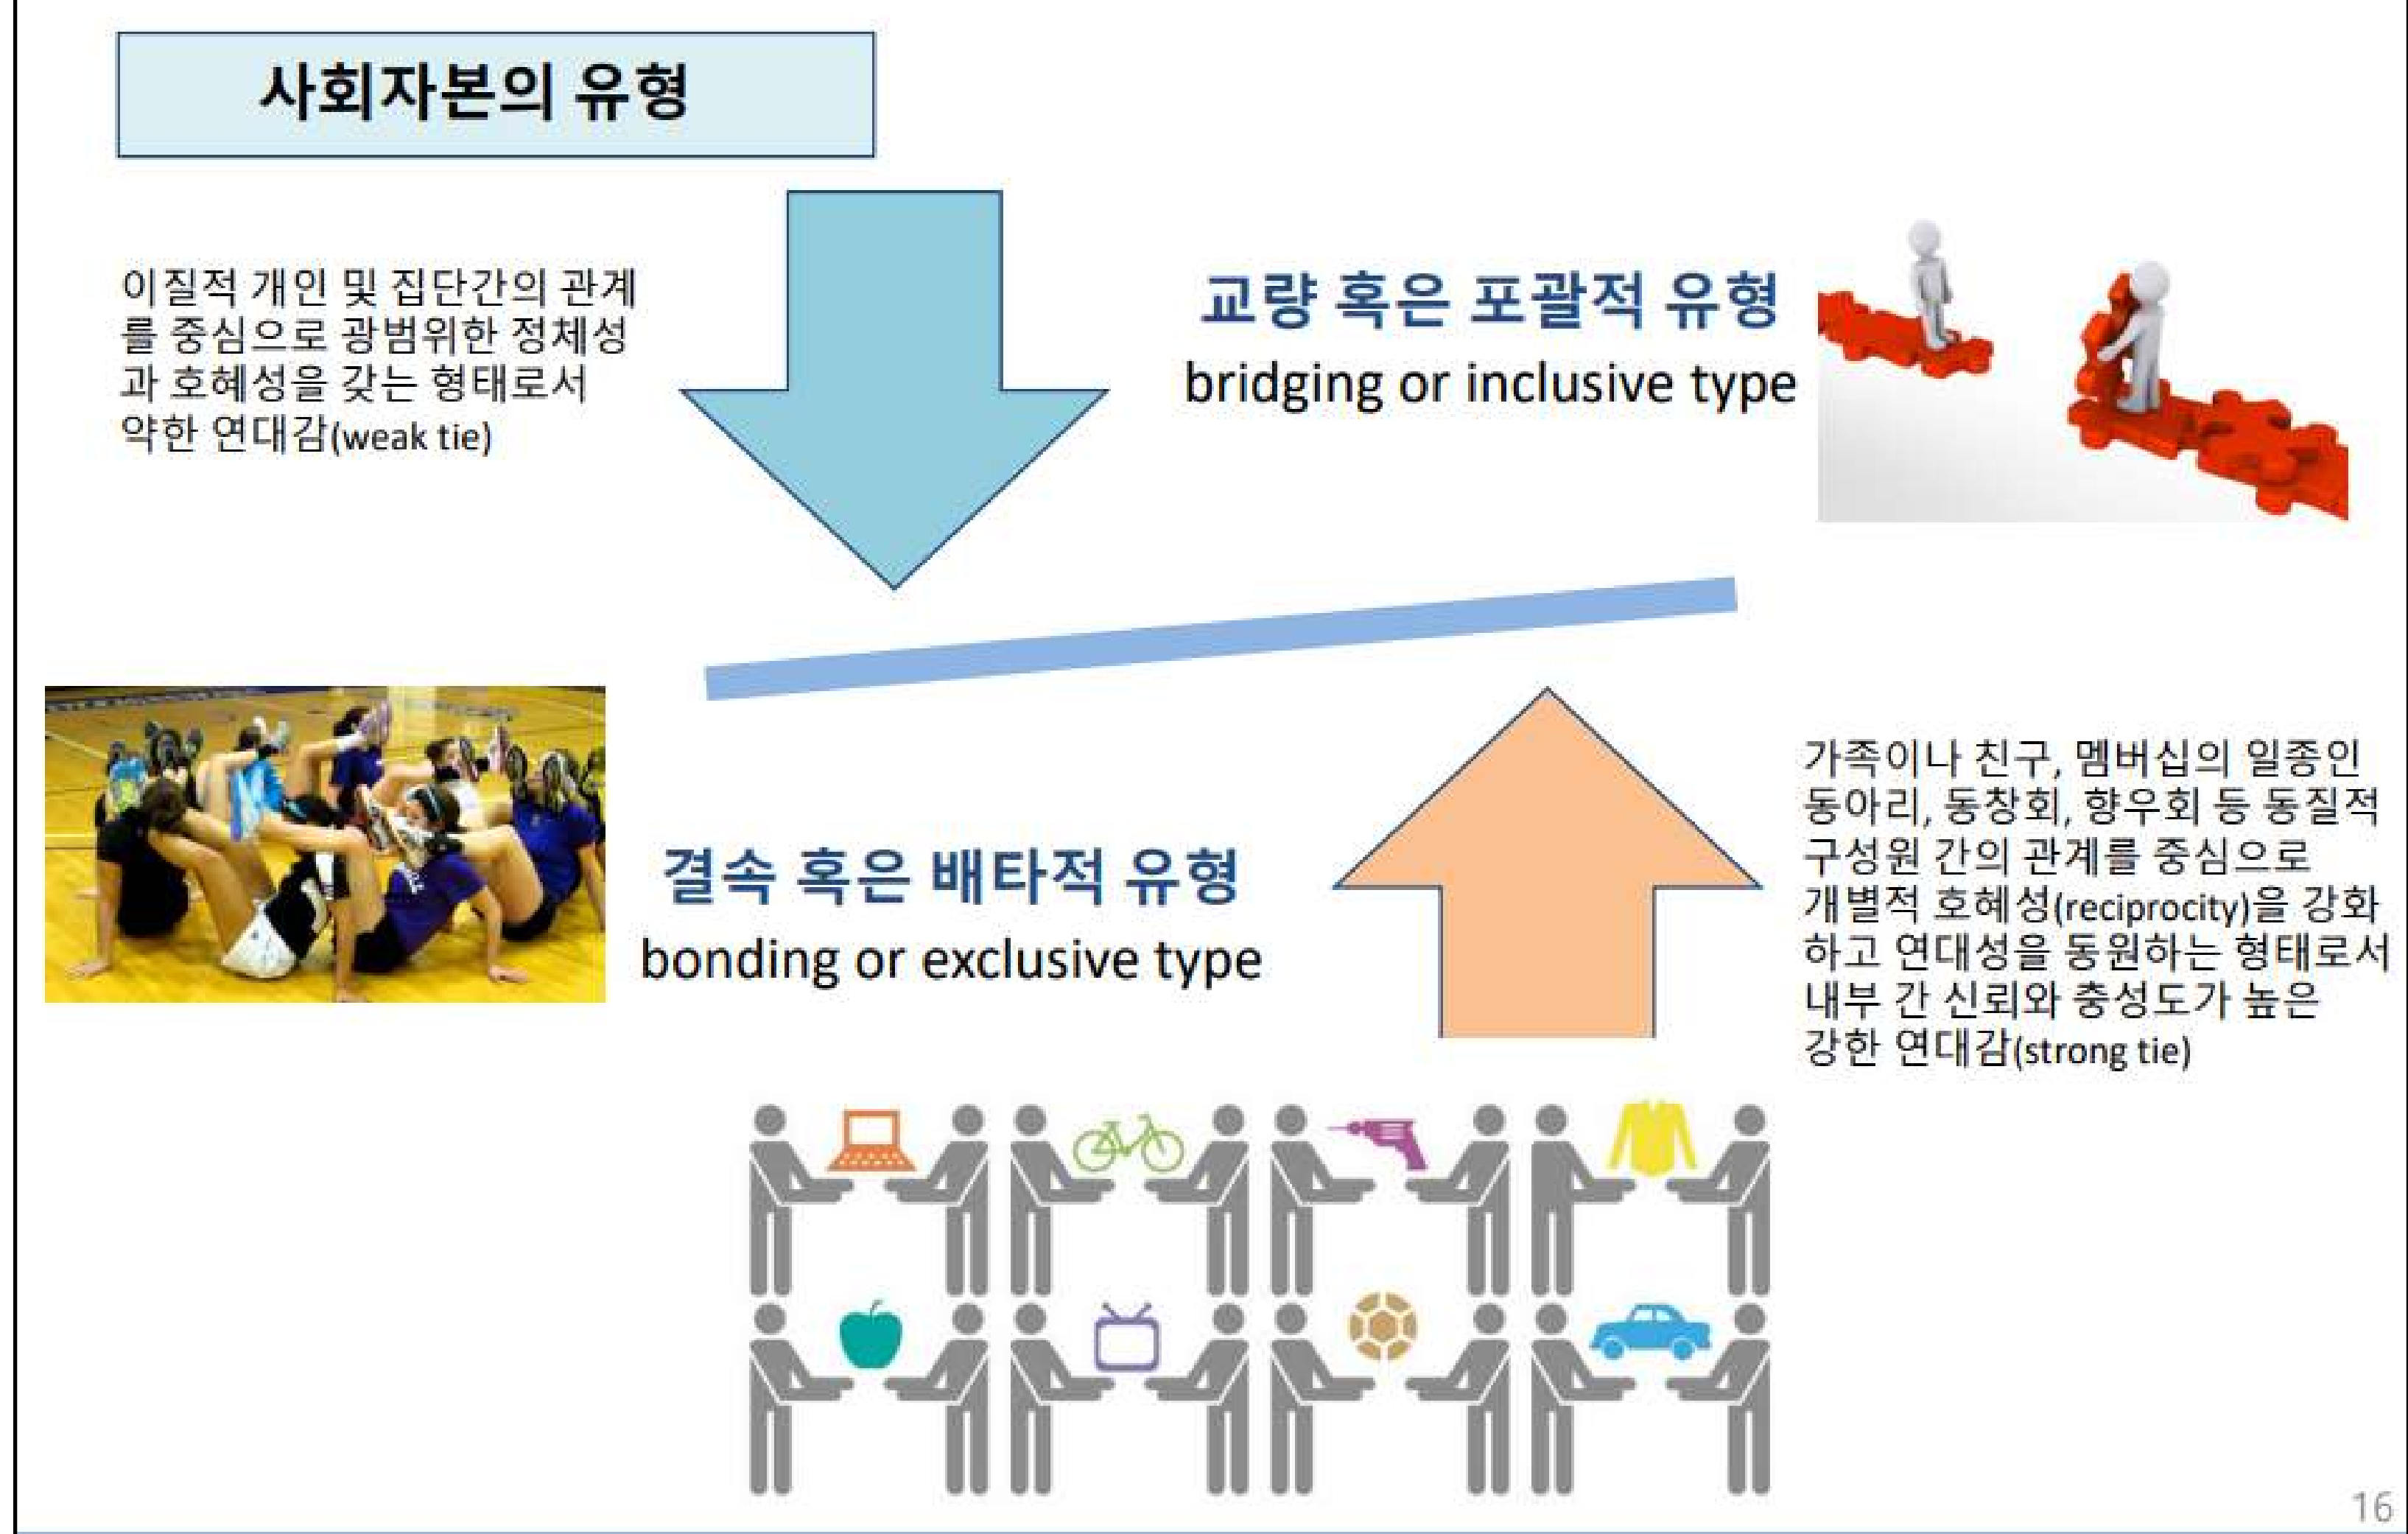 사회자본의 유형
이질적 개인 및 집단간의 관계
를 중심으로 광범위한 정체성
과 호혜성을 갖는 형태로서
약한 연대감(weak tie)
교량 혹은 포괄적 유형
bridging or inclusive type
결속 혹은 배타적 유형
bonding or exclusive type
가족이나 친구, 멤버십의 일종인
동아리, 동창회, 향우회 등 동질적
구성원 간의 관계를 중심으로
개별적 호혜성(reciprocity)을 강화
하고 연대성을 동원하는 형태로서
내부 간 신뢰와 충성도가 높은
강한 연대감(strong tie)
16